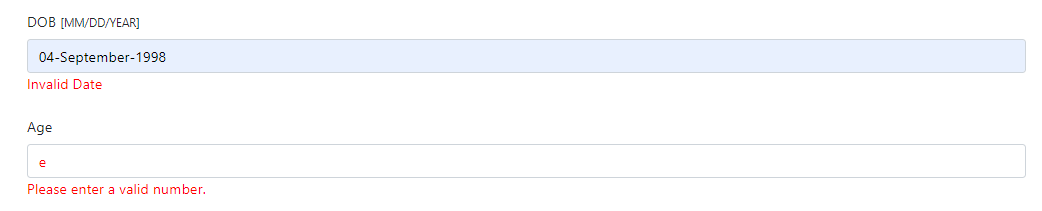 DOB [MM/DD/YEAR]
04-September-1998
Invalid Date
Age
e
Please enter a valid number.